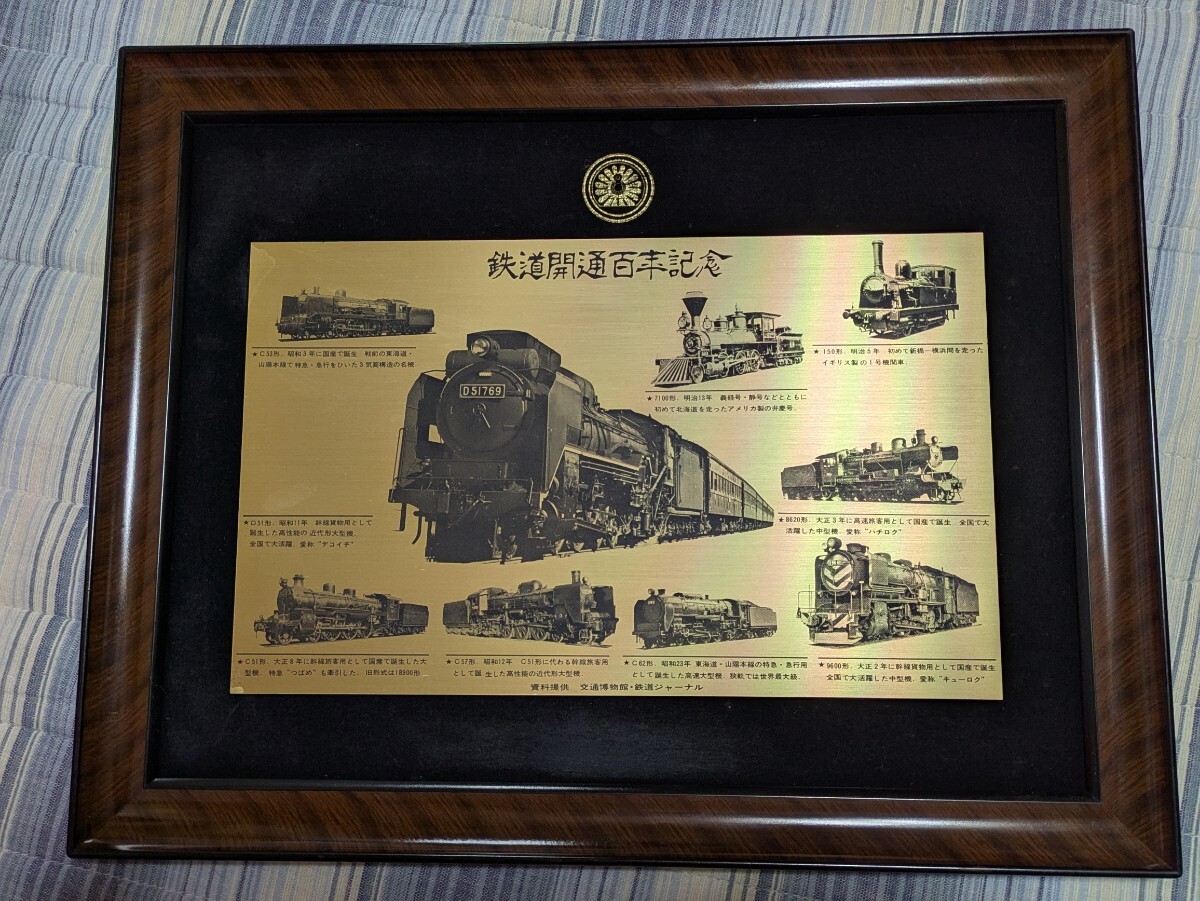 鉄道開通百年記念
★C53形、昭和3年に国産で誕生 戦前の東海道・
山陽本線で特急・急行をひいた3気筒構造の名機
★150形、明治5年 初めて新橋ー横浜間を走った
イギリス製の1号機関車。
★7100形、明治13年 義経号・静号などとともに
初めて北海道を走ったアメリカ製の弁慶号。
D51769
★D51形、昭和11年 幹線貨物用として
誕生した高性能の近代形大型機。
全国で大活躍、愛称"デコイチ"
★8620形、大正3年に高速旅客用として国産で誕生 全国で大
活躍した中型機、愛称"ハチロク"
★C51形、大正8年に幹線旅客用として国産で誕生した大
型機、特急"つばめ"も牽引した、旧形式は18900形
★C57形、昭和12年 C51形に代わる幹線旅客用
として誕生した高性能の近代形大型機。
★C62形、昭和23年 東海道・山陽本線の特急・急行用
として誕生した高速大型機、狭軌では世界最大級。
★9600形、大正2年に幹線貨物用として国産で誕生
全国で大活躍した中型機、愛称"キューロク"
資料提供 交通博物館・鉄道ジャーナル